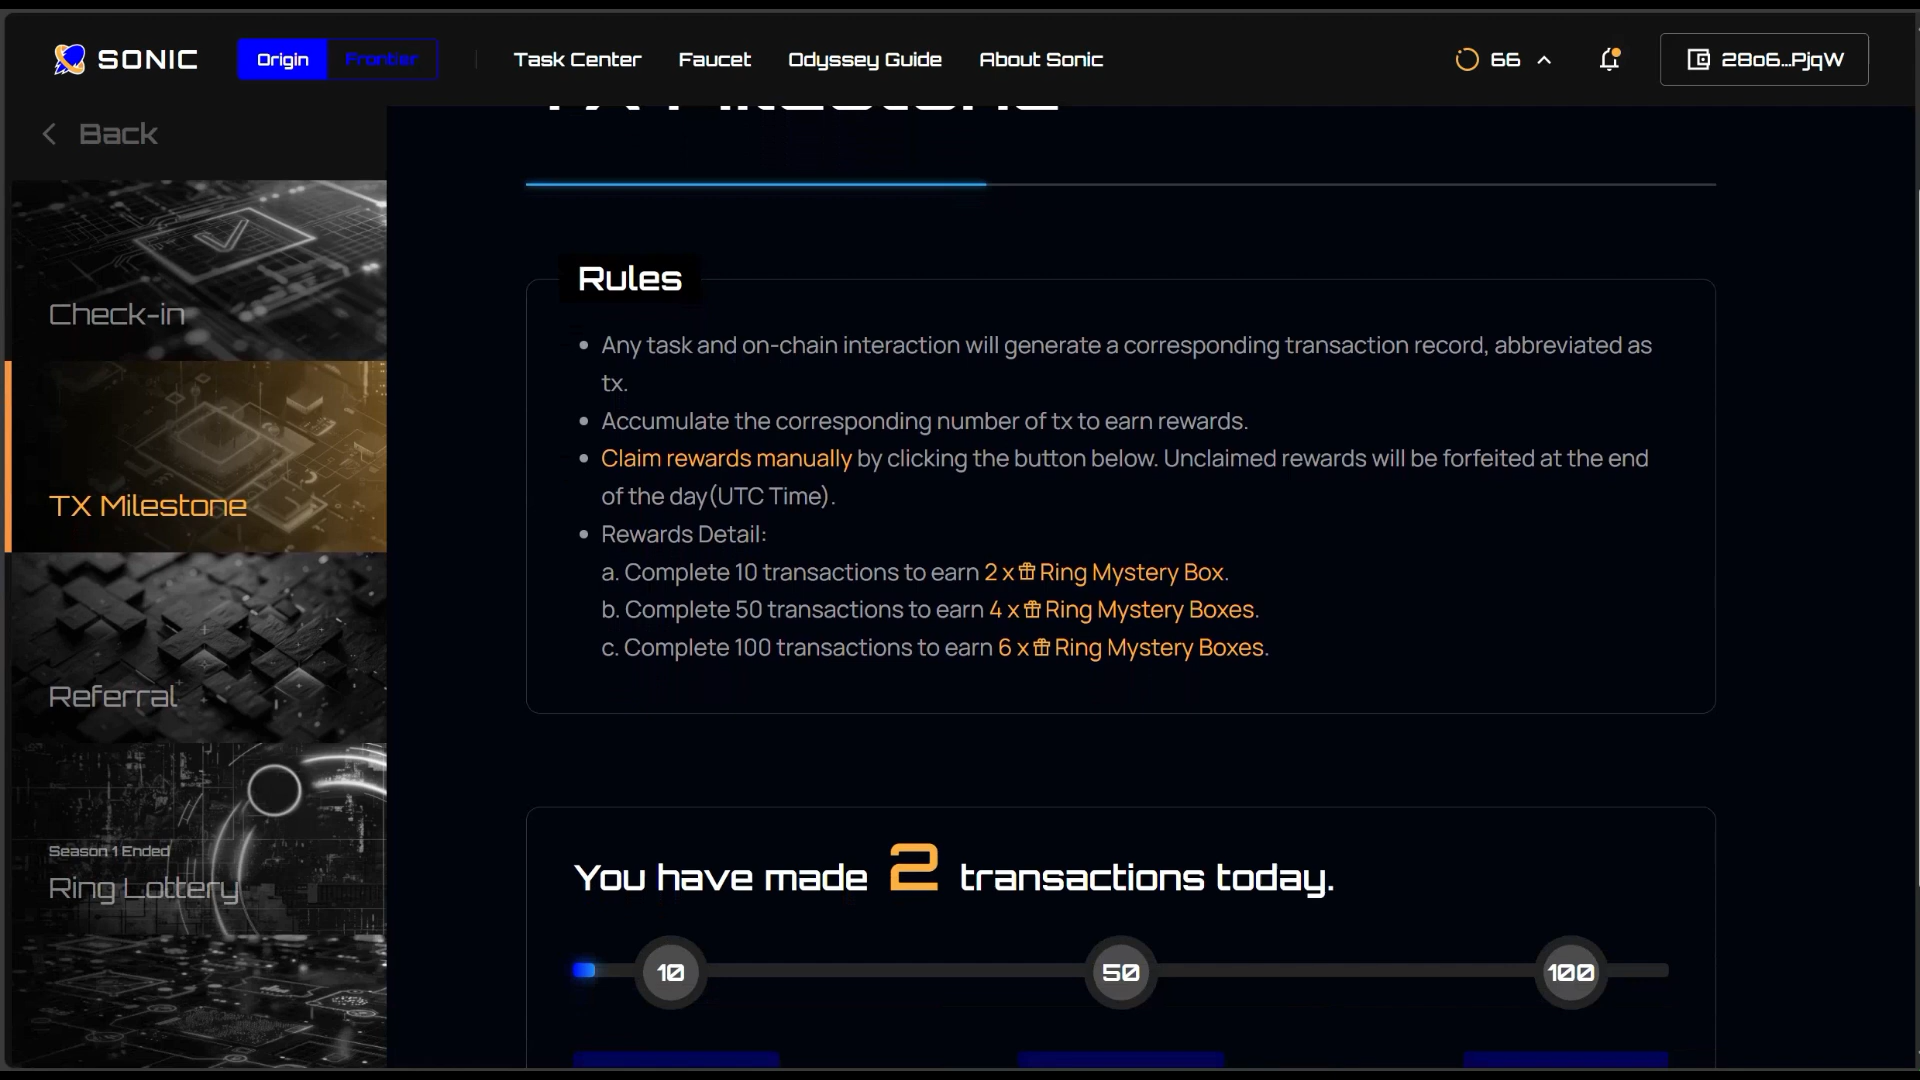 SONIC
Origin
Frontier
Task Center
Faucet
Odyssey Guide
About Sonic
66
28o6...PjqW
Back
TX Milestone
Check-in
TX Milestone
Referral
Season 1 Ended
Ring Lottery
Rules
Any task and on-chain interaction will generate a corresponding transaction record, abbreviated as
tx.
Accumulate the corresponding number of tx to earn rewards.
Claim rewards manually by clicking the button below. Unclaimed rewards will be forfeited at the end
of the day(UTC Time).
Rewards Detail:
a. Complete 10 transactions to earn 2 x Ring Mystery Box.
b. Complete 50 transactions to earn 4 x Ring Mystery Boxes.
c. Complete 100 transactions to earn 6 x Ring Mystery Boxes.
You have made 2 transactions today.
10
50
100